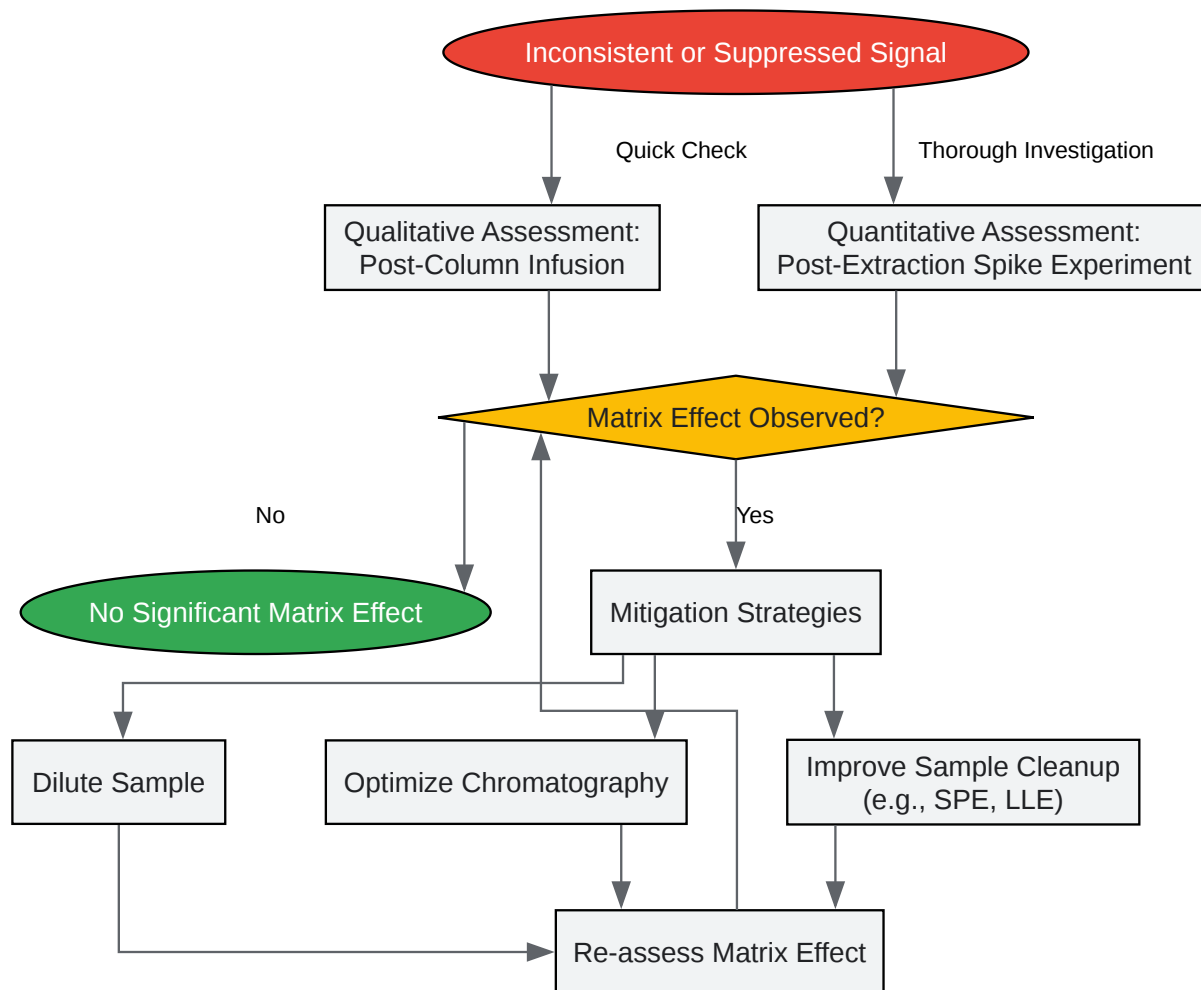 Inconsistent or Suppressed Signal
Quick Check
Thorough Investigation
Qualitative Assessment:
Post-Column Infusion
Quantitative Assessment:
Post-Extraction Spike Experiment
Matrix Effect Observed?
No
Yes
No Significant Matrix Effect
Mitigation Strategies
Dilute Sample
Optimize Chromatography
Improve Sample Cleanup
(e.g., SPE, LLE)
Re-assess Matrix Effect